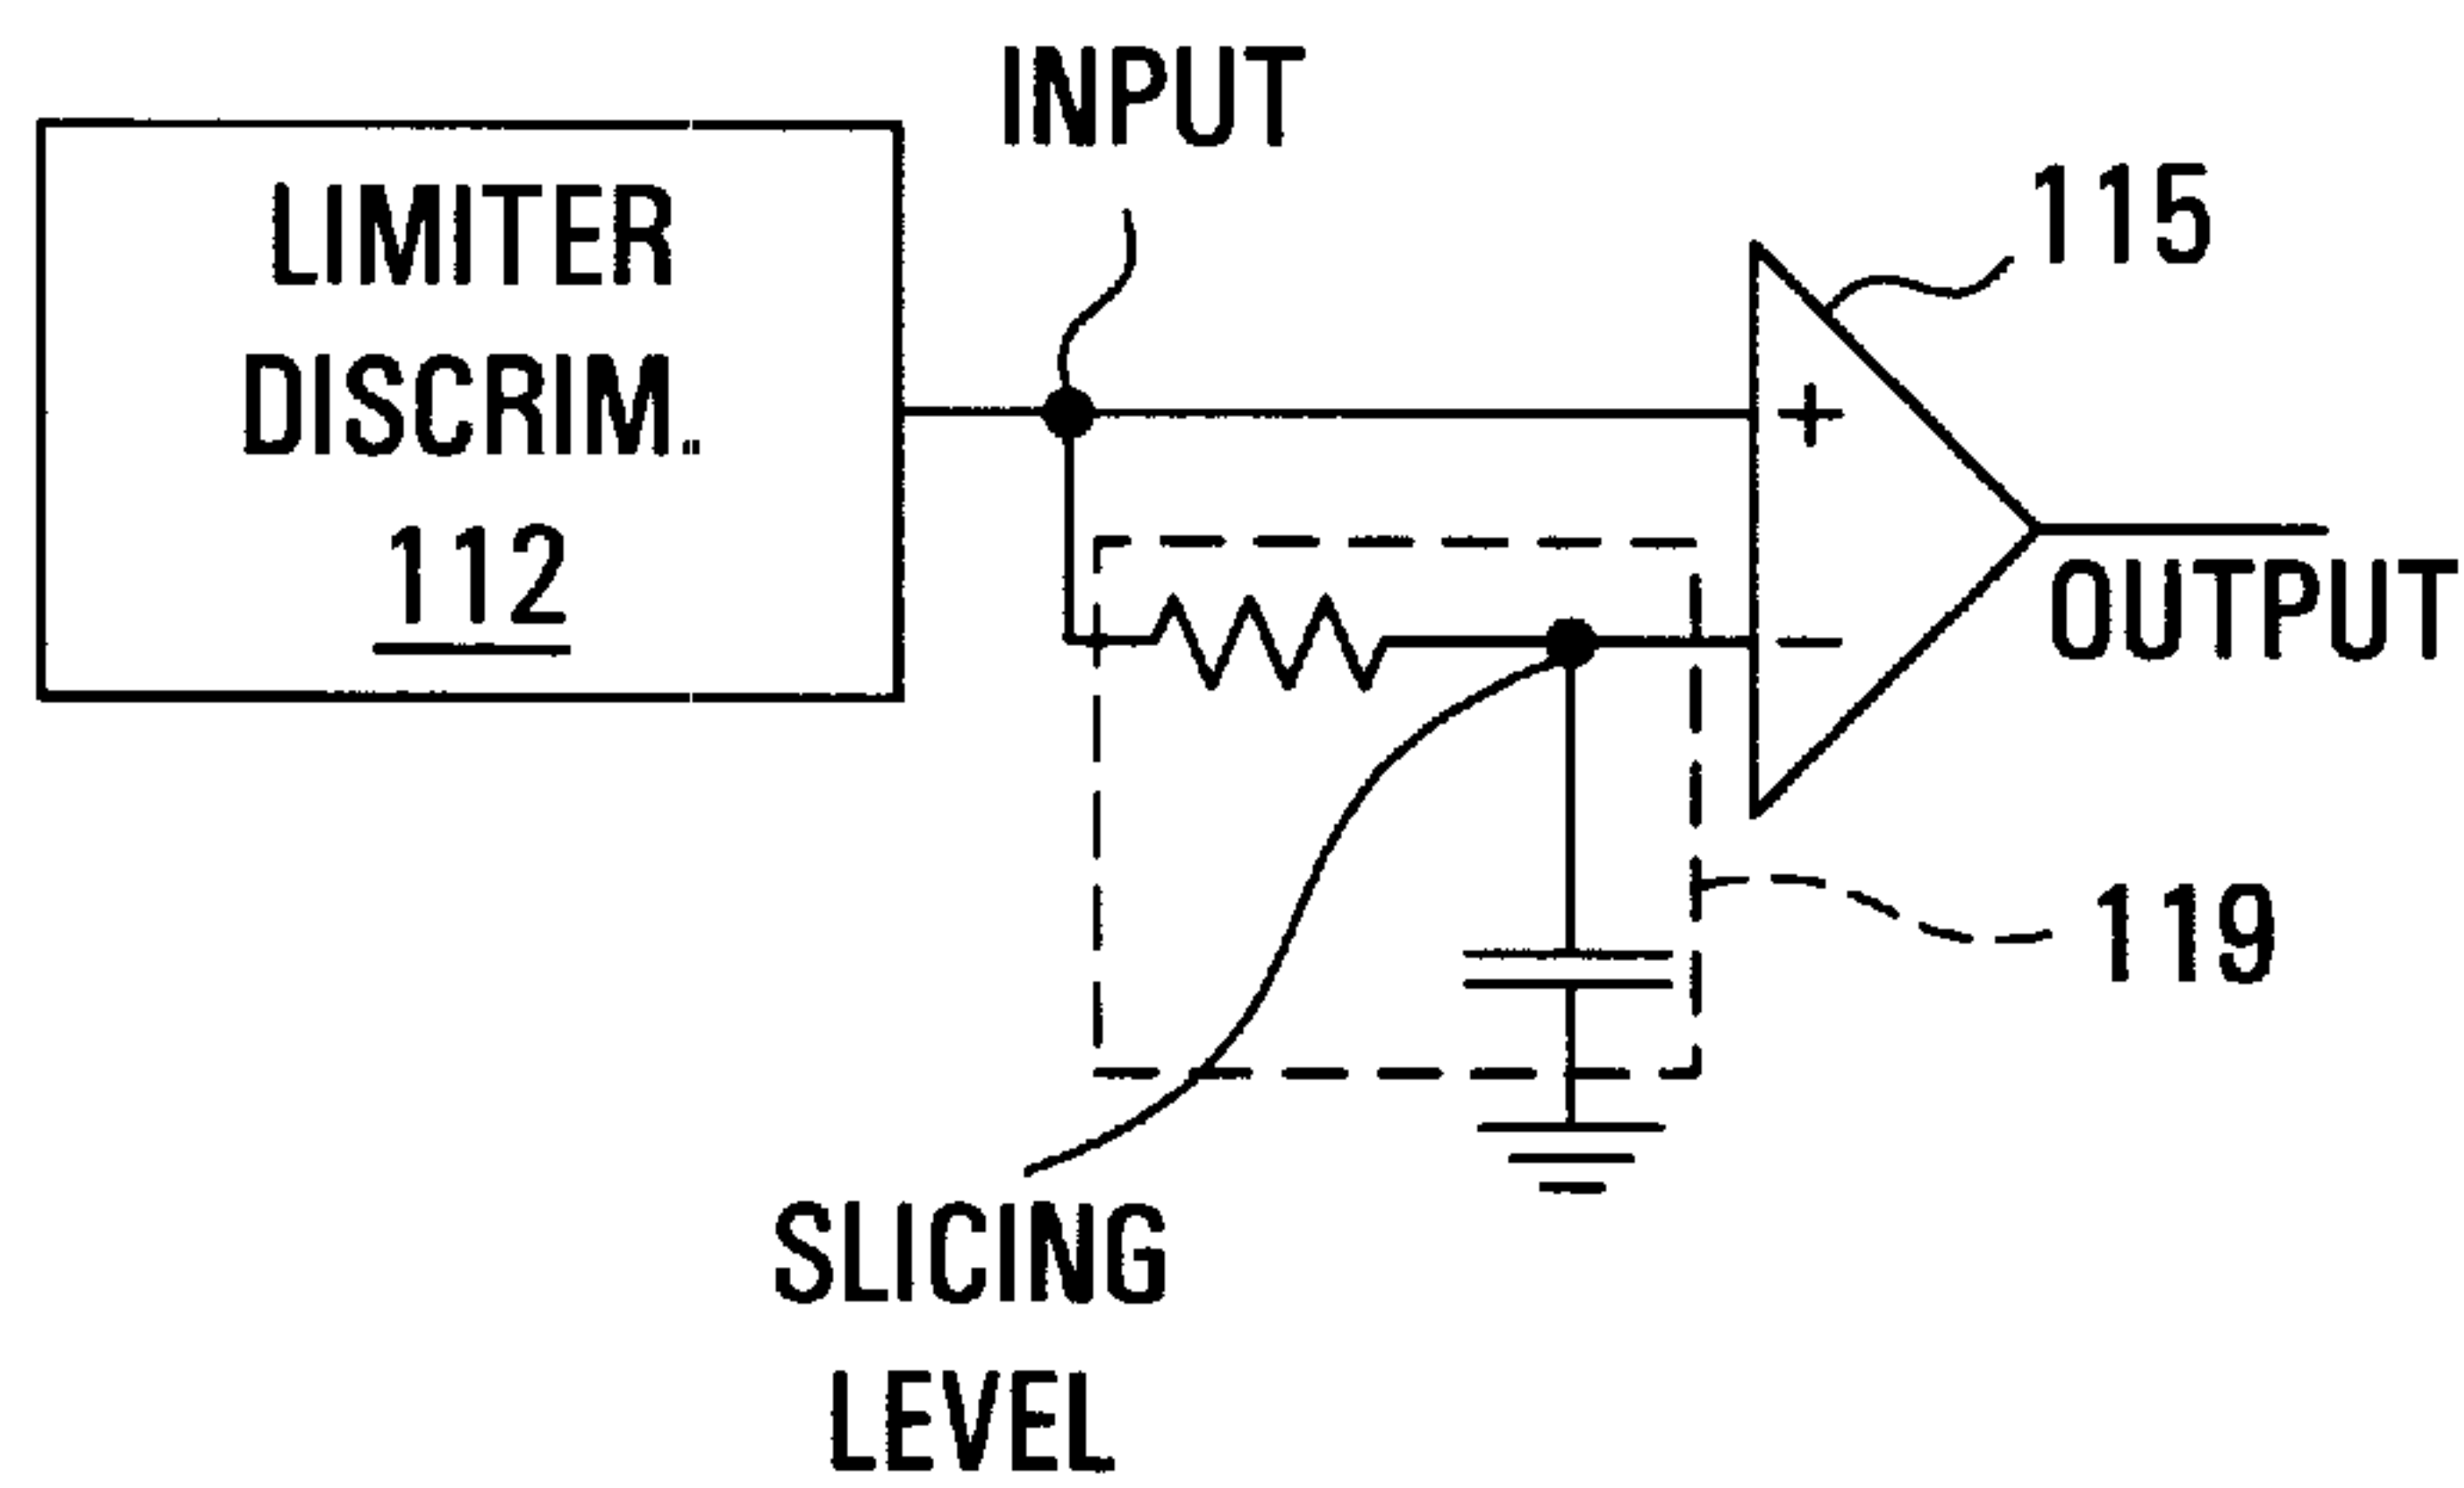 INPUT
LIMITER
DISCRIM..
112
115
+
−
OUTPUT
119
SLICING
LEVEL